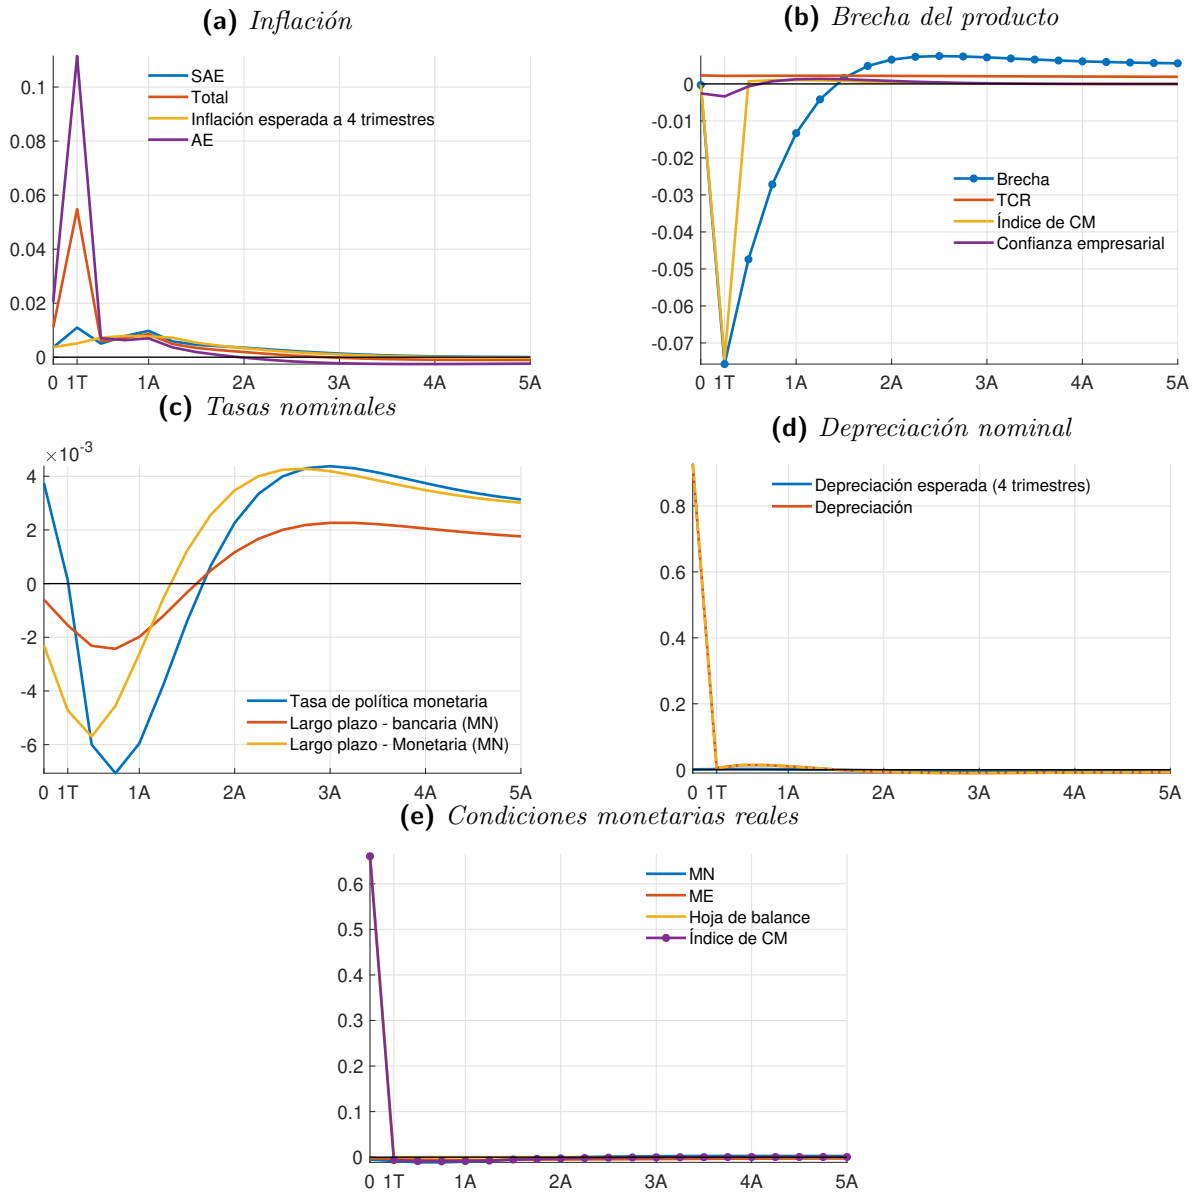 (a) Inflación
0.1
0.08
0.06
0.04
0.02
0
SAE
Total
Inflación esperada a 4 trimestres
AE
0 1T 1A 2A 3A 4A 5A
(b) Brecha del producto
0
-0.01
-0.02
-0.03
-0.04
-0.05
-0.06
-0.07
Brecha
TCR
Índice de CM
Confianza empresarial
0 1T 1A 2A 3A 4A 5A
(c) Tasas nominales
×10-3
4
2
0
-2
-4
-6
Tasa de política monetaria
Largo plazo - bancaria (MN)
Largo plazo - Monetaria (MN)
0 1T 1A 2A 3A 4A 5A
(d) Depreciación nominal
0.8
0.6
0.4
0.2
0
Depreciación esperada (4 trimestres)
Depreciación
0 1T 1A 2A 3A 4A 5A
(e) Condiciones monetarias reales
0.6
0.5
0.4
0.3
0.2
0.1
0
MN
ME
Hoja de balance
Índice de CM
0 1T 1A 2A 3A 4A 5A